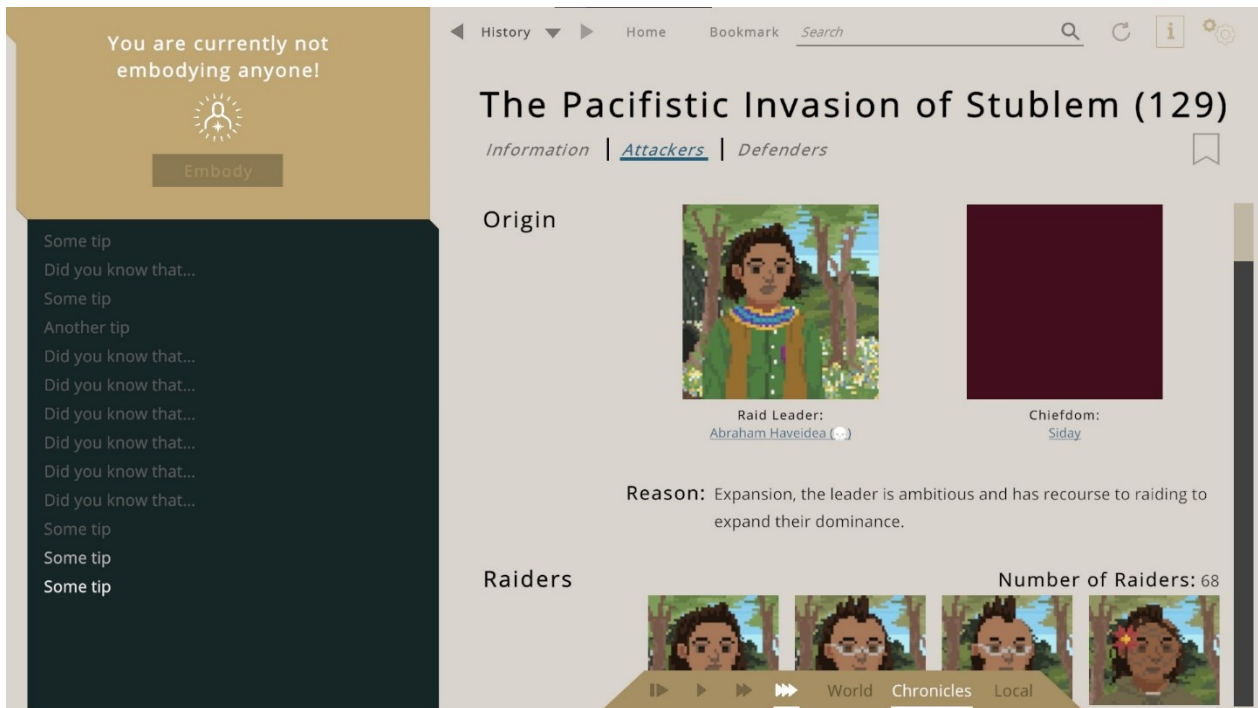 You are currently not
embodying anyone!
Embody
Some tip
Did you know that...
Some tip
Another tip
Did you know that...
Did you know that...
Did you know that...
Did you know that...
Did you know that...
Did you know that...
Some tip
Some tip
Some tip
History Home Bookmark Search i
The Pacifistic Invasion of Stublem (129)
Information | Attackers | Defenders
Origin
Raid Leader: Chiefdom:
Abraham Haveidea Siday
Reason: Expansion, the leader is ambitious and has recourse to raiding to
expand their dominance.
Raiders Number of Raiders: 68
World Chronicles Local